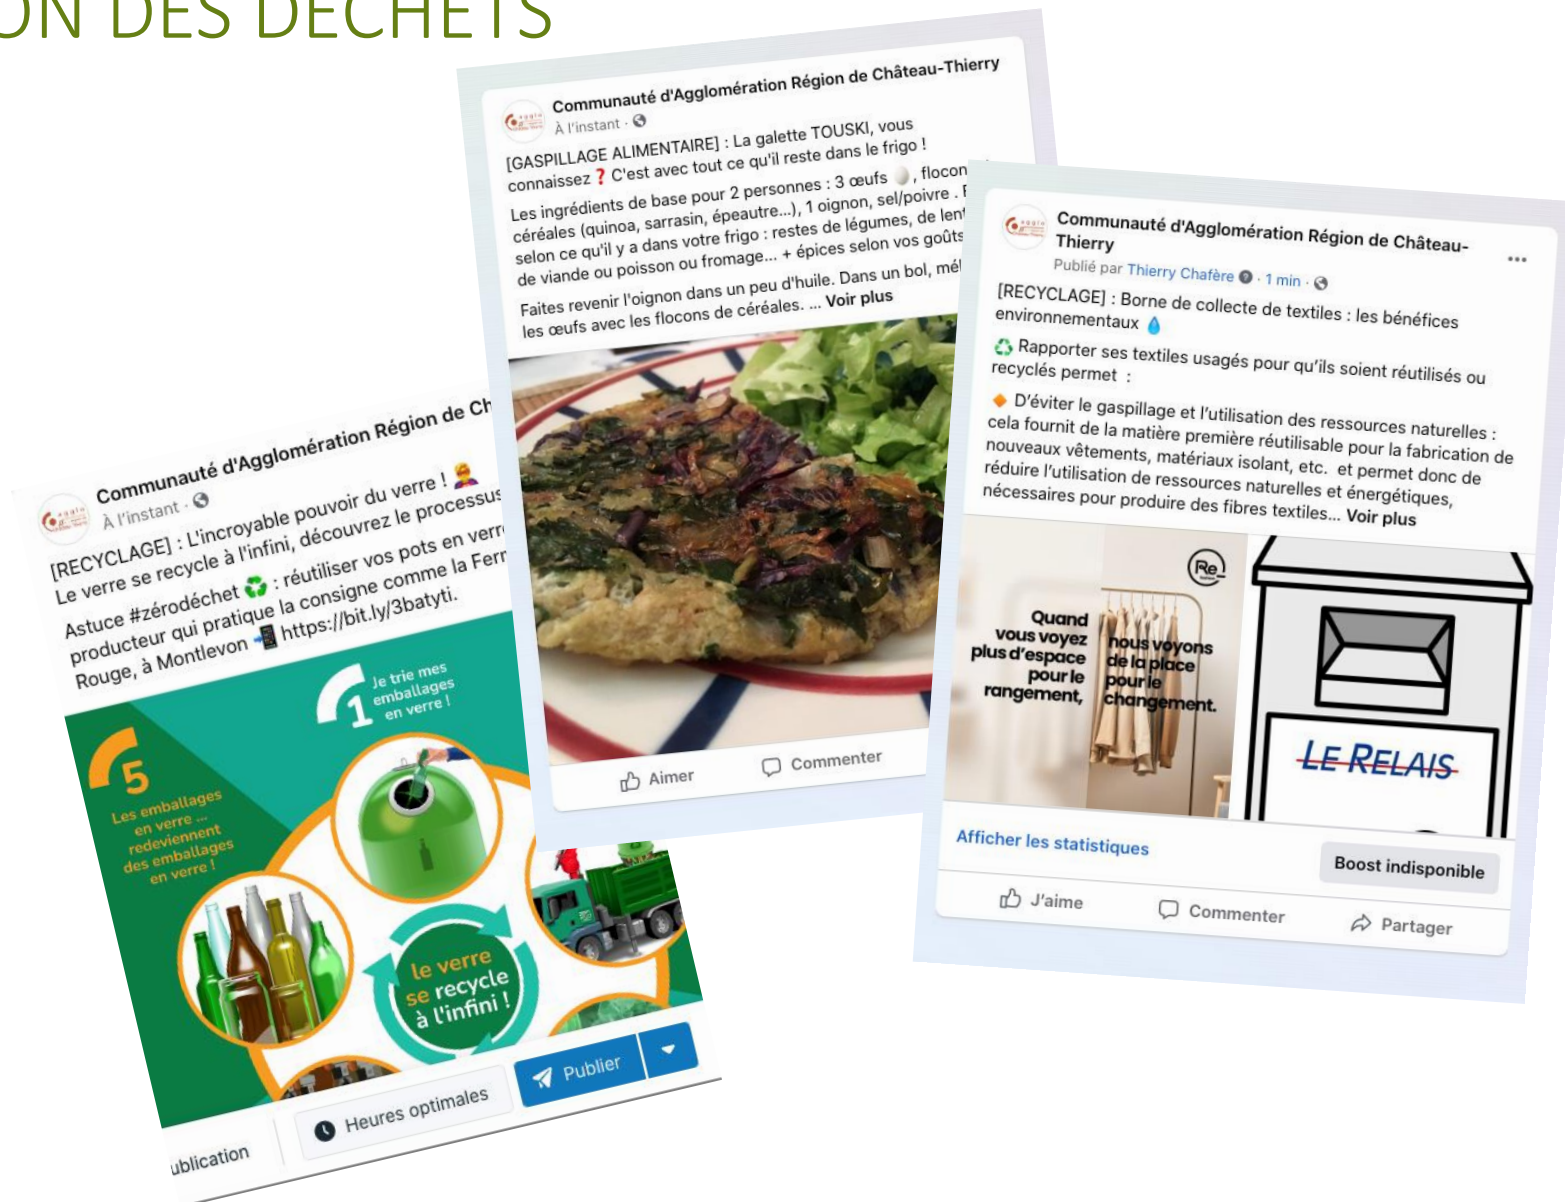 ON DES DECHETS
Communauté d'Agglomération Région de Château-Thierry
À l'instant ·
[GASPILLAGE ALIMENTAIRE] : La galette TOUSKI, vous
connaissez ❓ C'est avec tout ce qu'il reste dans le frigo !
Les ingrédients de base pour 2 personnes : 3 œufs 🥚, flocon
céréales (quinoa, sarrasin, épeautre...), 1 oignon, sel/poivre .
selon ce qu'il y a dans votre frigo : restes de légumes, de lent
de viande ou poisson ou fromage... + épices selon vos goûts
Faites revenir l'oignon dans un peu d'huile. Dans un bol, mél
les œufs avec les flocons de céréales. ... Voir plus
Aimer
Commenter
Communauté d'Agglomération Région de Château-
Thierry
Publié par Thierry Chafère · 1 min ·
[RECYCLAGE] : Borne de collecte de textiles : les bénéfices
environnementaux 💧
♻️ Rapporter ses textiles usagés pour qu'ils soient réutilisés ou
recyclés permet :
🔸 D'éviter le gaspillage et l'utilisation des ressources naturelles :
cela fournit de la matière première réutilisable pour la fabrication de
nouveaux vêtements, matériaux isolant, etc. et permet donc de
réduire l'utilisation de ressources naturelles et énergétiques,
nécessaires pour produire des fibres textiles... Voir plus
Re_
Quand
vous voyez
plus d'espace
pour le
rangement,
nous voyons
de la place
pour le
changement.
LE RELAIS
Afficher les statistiques
Boost indisponible
J'aime
Commenter
Partager
Communauté d'Agglomération Région de Ch
À l'instant ·
[RECYCLAGE] : L'incroyable pouvoir du verre !
Le verre se recycle à l'infini, découvrez le processus
Astuce #zérodéchet ♻️ : réutiliser vos pots en verr
producteur qui pratique la consigne comme la Fer
Rouge, à Montlevon 📲 https://bit.ly/3batyti.
1
Je trie mes
emballages
en verre !
5
Les emballages
en verre ...
redeviennent
des emballages
en verre !
le verre
se recycle
à l'infini !
ublication
Heures optimales
Publier